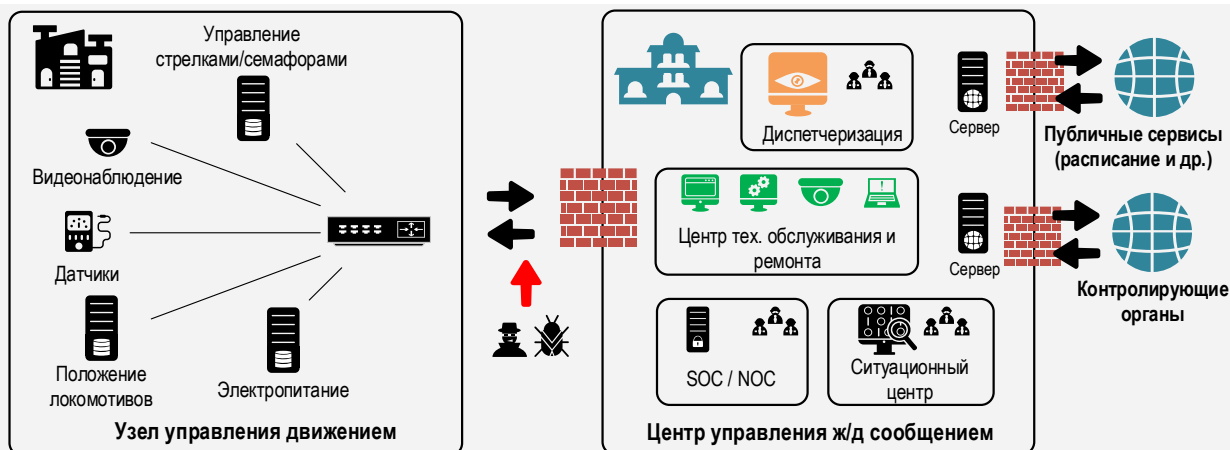 Управление
стрелками/семафорами
Видеонаблюдение
Датчики
Положение
локомотивов
Электропитание
Узел управления движением
Диспетчеризация
Центр тех. обслуживания и
ремонта
SOC / NOC
Ситуационный
центр
Центр управления ж/д сообщением
Сервер
Публичные сервисы
(расписание и др.)
Сервер
Контролирующие
органы